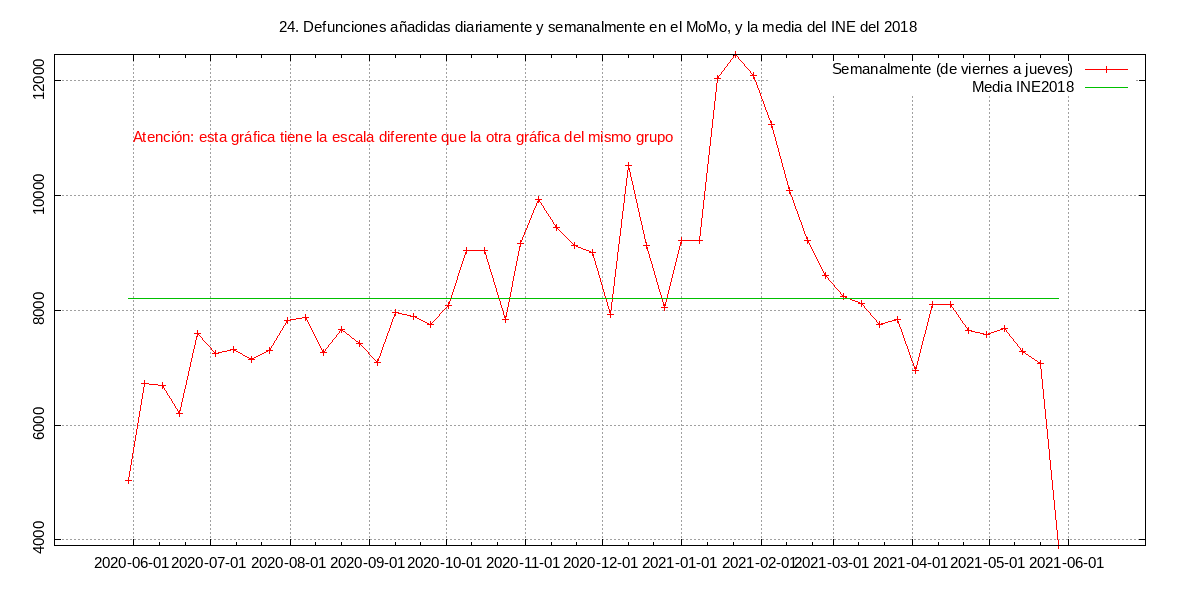 24. Defunciones añadidas diariamente y semanalmente en el MoMo, y la media del INE del 2018
Semanalmente (de viernes a jueves)
Media INE2018
Atención: esta gráfica tiene la escala diferente que la otra gráfica del mismo grupo
12000
10000
8000
6000
4000
2020-06-01 2020-07-01 2020-08-01 2020-09-01 2020-10-01 2020-11-01 2020-12-01 2021-01-01 2021-02-01 2021-03-01 2021-04-01 2021-05-01 2021-06-01